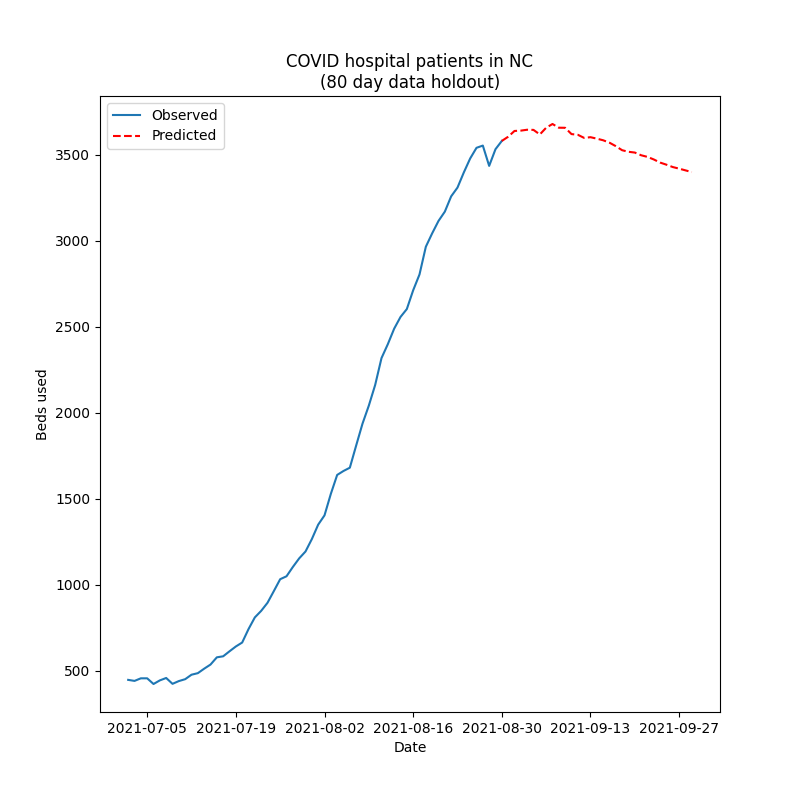 COVID hospital patients in NC
(80 day data holdout)
Observed
Predicted
3500
3000
2500
2000
1500
1000
500
Beds used
2021-07-05 2021-07-19 2021-08-02 2021-08-16 2021-08-30 2021-09-13 2021-09-27
Date